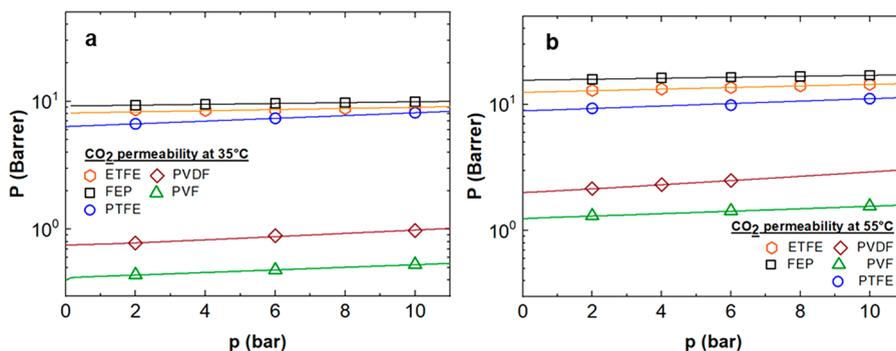 a
P (Barrer)
10¹
10⁰
CO2 permeability at 35°C
ETFE PVDF
FEP PVF
PTFE
0 2 4 6 8 10
p (bar)
b
P (Barrer)
10¹
10⁰
CO2 permeability at 55°C
ETFE PVDF
FEP PVF
PTFE
0 2 4 6 8 10
p (bar)